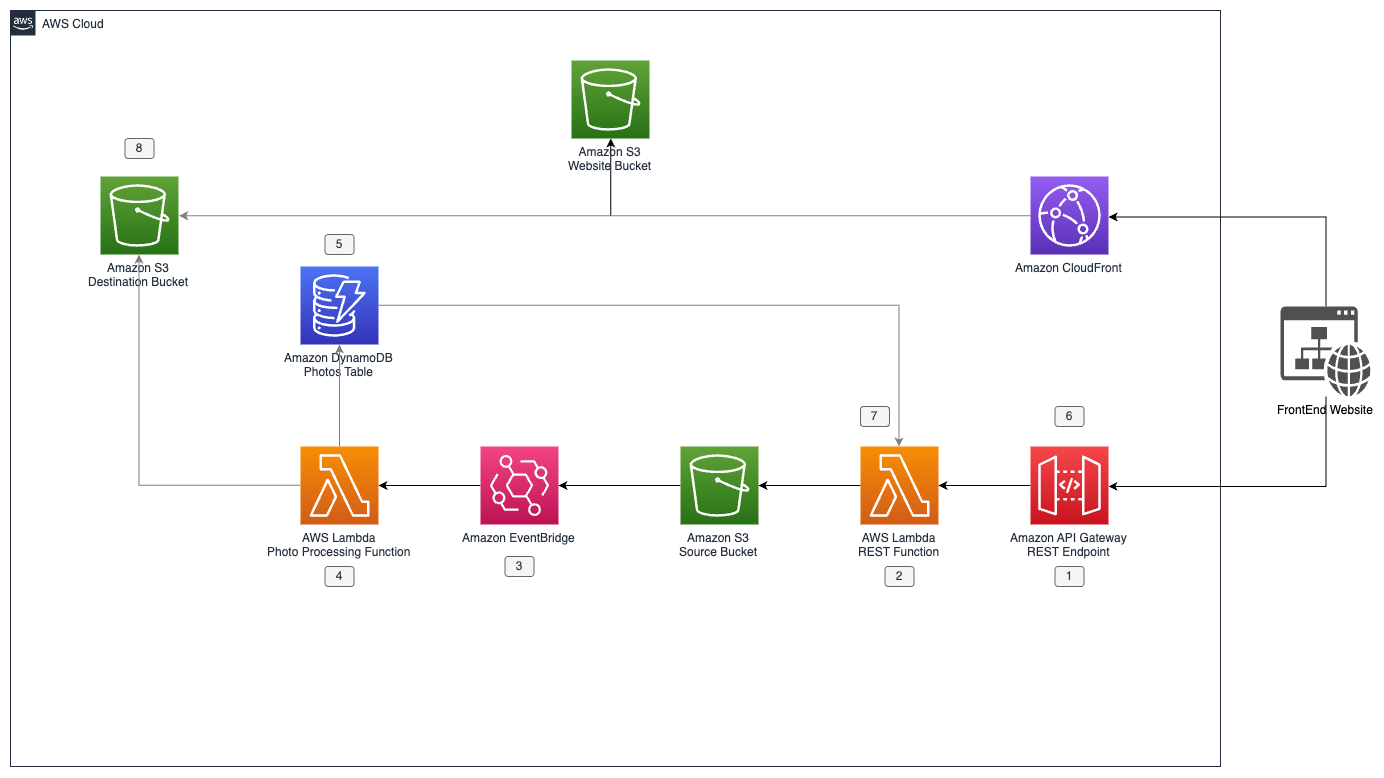 aws
AWS Cloud
Amazon S3
Website Bucket
8
Amazon S3
Destination Bucket
5
Amazon CloudFront
Amazon DynamoDB
Photos Table
FrontEnd Website
7
6
</>
AWS Lambda
Photo Processing Function
4
Amazon EventBridge
3
Amazon S3
Source Bucket
AWS Lambda
REST Function
2
Amazon API Gateway
REST Endpoint
1